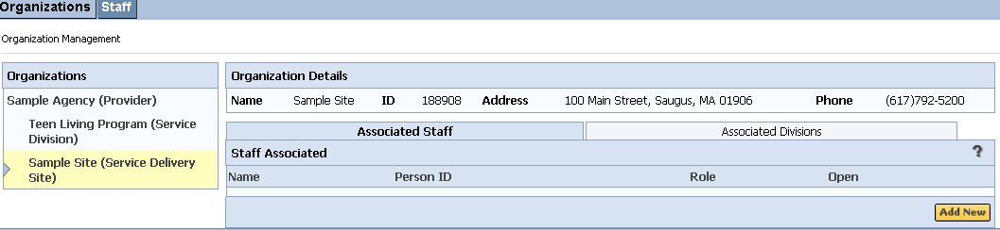 Organizations Staff
Organization Management
Organizations
Sample Agency (Provider)
Teen Living Program (Service
Division)
Sample Site (Service Delivery
Site)
Organization Details
Name Sample Site ID 188908 Address 100 Main Street, Saugus, MA 01906 Phone (617)792-5200
Associated Staff Associated Divisions
Staff Associated ?
Name Person ID Role Open
Add New